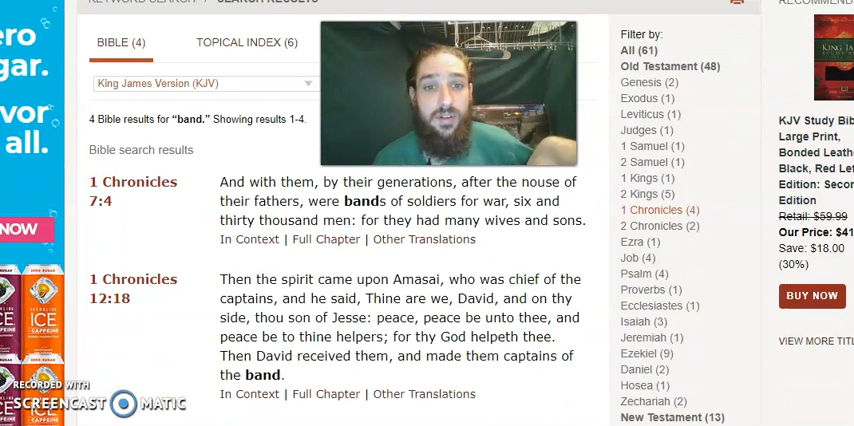 KEYWORD SEARCH / SEARCH RESULTS
ero
gar.
vor
all.
NOW
ICE
+CAFFEINE
ICE
+CAFFEINE
BIBLE (4)
TOPICAL INDEX (6)
King James Version (KJV)
4 Bible results for “band.” Showing results 1-4.
Bible search results
1 Chronicles
7:4
And with them, by their generations, after the nouse of
their fathers, were bands of soldiers for war, six and
thirty thousand men: for they had many wives and sons.
In Context | Full Chapter | Other Translations
1 Chronicles
12:18
Then the spirit came upon Amasai, who was chief of the
captains, and he said, Thine are we, David, and on thy
side, thou son of Jesse: peace, peace be unto thee, and
peace be to thine helpers; for thy God helpeth thee.
Then David received them, and made them captains of
the band.
In Context | Full Chapter | Other Translations
Filter by:
All (61)
Old Testament (48)
Genesis (2)
Exodus (1)
Leviticus (1)
Judges (1)
1 Samuel (1)
2 Samuel (1)
1 Kings (1)
2 Kings (5)
1 Chronicles (4)
2 Chronicles (2)
Ezra (1)
Job (4)
Psalm (4)
Proverbs (1)
Ecclesiastes (1)
Isaiah (3)
Jeremiah (1)
Ezekiel (9)
Daniel (2)
Hosea (1)
Zechariah (2)
New Testament (13)
RECOMMEND
KING JAMES
KJV Study Bib
Large Print,
Bonded Leath
Black, Red Let
Edition: Secor
Edition
Retail: $59.99
Our Price: $41
Save: $18.00
(30%)
BUY NOW
VIEW MORE TITL
RECORDED WITH
SCREENCAST MATIC